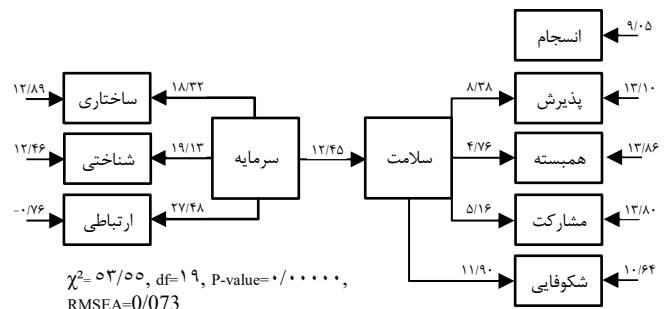 انسجام
۹/۰۵
۱۲/۸۹
ساختاری
۱۸/۳۲
۸/۳۸
پذیرش
۱۳/۱۰
۱۲/۴۶
شناختی
۱۹/۱۳
سرمایه
۱۲/۴۵
سلامت
۴/۷۶
همبسته
۱۳/۸۶
-۰/۷۶
ارتباطی
۲۷/۴۸
۵/۱۶
مشارکت
۱۳/۸۰
۱۱/۹۰
شکوفایی
۱۰/۶۴
χ²= ۵۳/۵۵, df=۱۹, P-value=۰/۰۰۰۰۰,
RMSEA=0/073